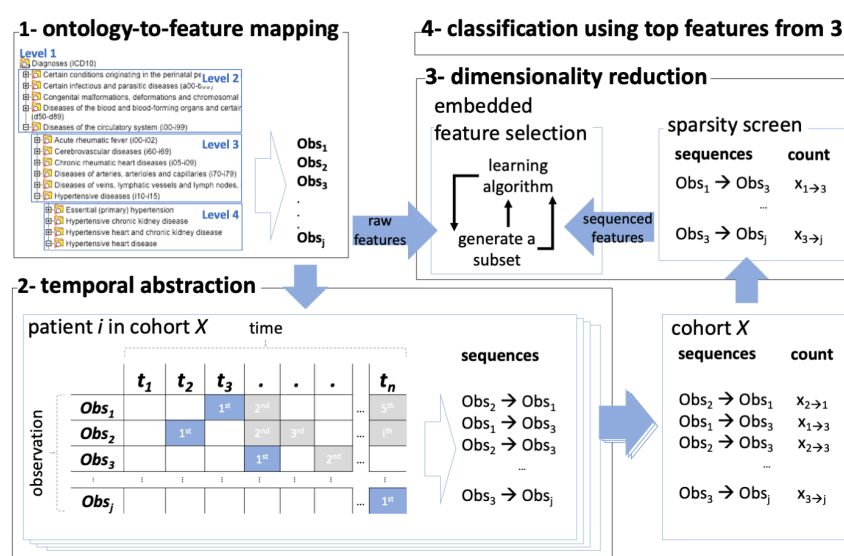 1- ontology-to-feature mapping
Level 1
Diagnoses (ICD10)
Certain conditions originating in the perinatal
Level 2
Certain infectious and parasitic diseases
Congenital malformations, deformations and chromosomal
Diseases of the blood and blood-forming organs and certain
(d50-d89)
Diseases of the circulatory system (i00-i99)
Level 3
Acute rheumatic fever (i00-i02)
Cerebrovascular diseases (i60-i69)
Chronic rheumatic heart diseases (i05-i09)
Diseases of arteries, arterioles and capillaries (i70-i79)
Diseases of veins, lymphatic vessels and lymph nodes,
Hypertensive diseases (i10-i15)
Level 4
Essential (primary) hypertension
Hypertensive chronic kidney disease
Hypertensive heart and chronic kidney disease
Hypertensive heart disease
Obs1
Obs2
Obs3
.
.
.
Obsj
raw
features
4- classification using top features from 3
3- dimensionality reduction
embedded
feature selection
learning
algorithm
generate a
subset
sequenced
features
sparsity screen
sequences count
Obs1 → Obs3 x1→3
...
Obs3 → Obsj x3→j
2- temporal abstraction
patient i in cohort X
time
observation
t1 t2 t3 . . . tn
Obs1 1st 2nd ... 5th
Obs2 1st 2nd 3rd ... ith
Obs3 1st 2nd ...
⋮ ⋮ ⋮ ⋮ ⋮
Obsj ... 1st
sequences
Obs2 → Obs1
Obs1 → Obs3
Obs2 → Obs3
...
Obs3 → Obsj
cohort X
sequences count
Obs2 → Obs1 x2→1
Obs1 → Obs3 x1→3
Obs2 → Obs3 x2→3
...
Obs3 → Obsj x3→j